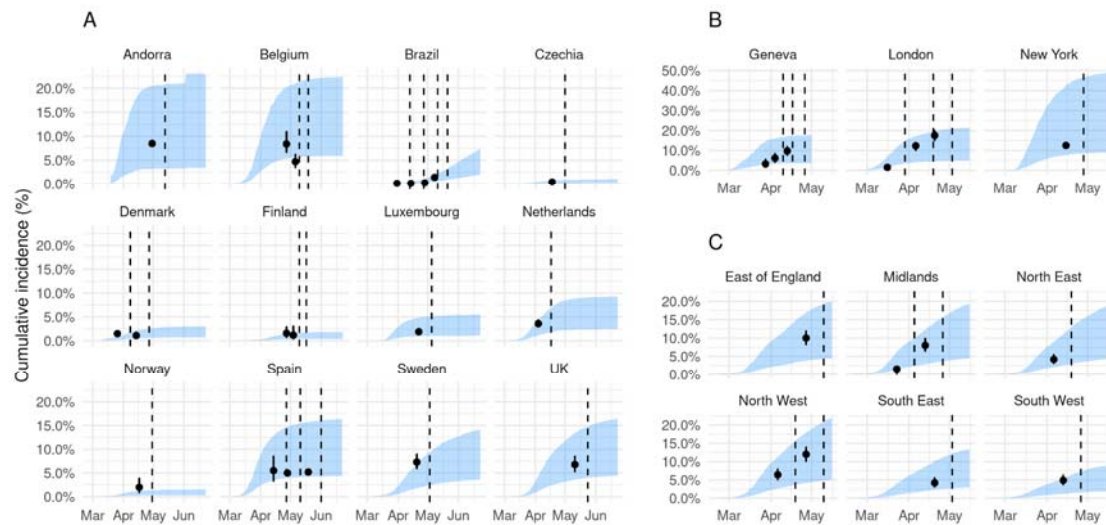 A
Andorra Belgium Brazil Czechia
20.0%
15.0%
10.0%
5.0%
0.0%
Denmark Finland Luxembourg Netherlands
20.0%
15.0%
10.0%
5.0%
0.0%
Norway Spain Sweden UK
20.0%
15.0%
10.0%
5.0%
0.0%
Mar Apr May Jun Mar Apr May Jun Mar Apr May Jun Mar Apr May Jun
Cumulative incidence (%)
B
Geneva London New York
50.0%
40.0%
30.0%
20.0%
10.0%
0.0%
Mar Apr May Mar Apr May Mar Apr May
C
East of England Midlands North East
20.0%
15.0%
10.0%
5.0%
0.0%
North West South East South West
20.0%
15.0%
10.0%
5.0%
0.0%
Mar Apr May Mar Apr May Mar Apr May